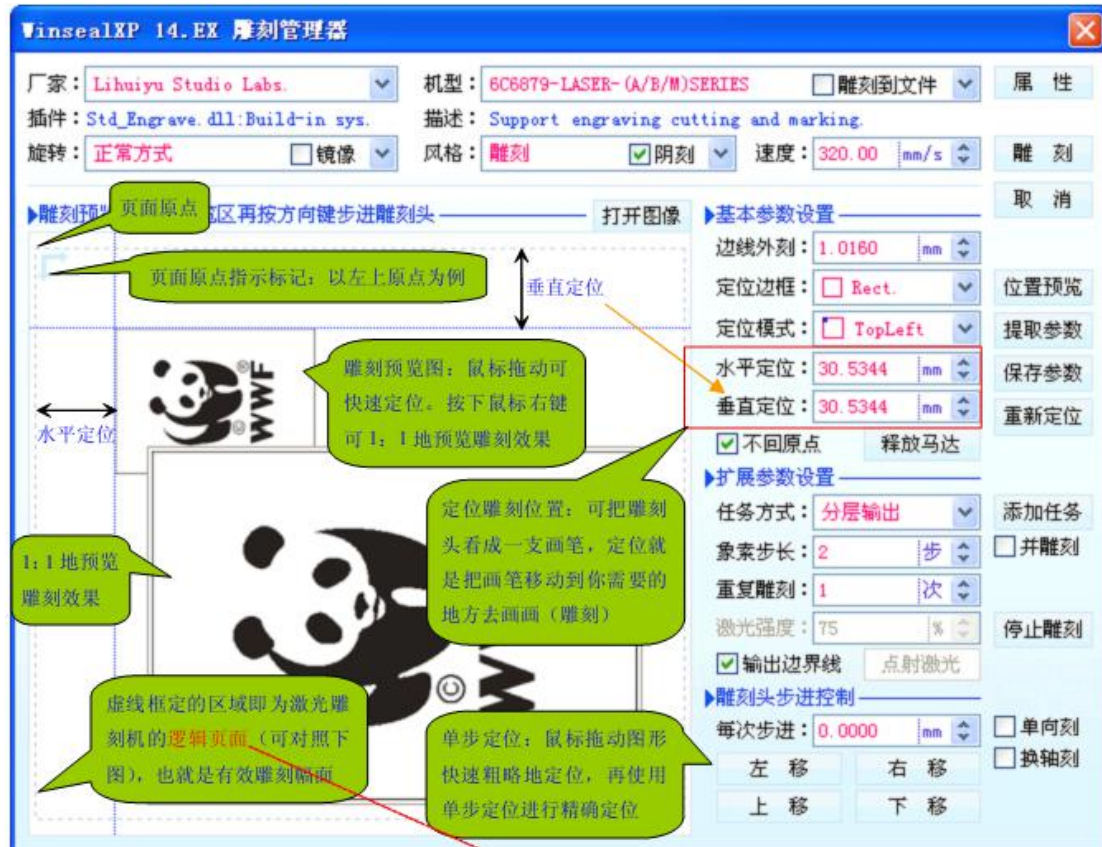 WinsealXP 14.EX 雕刻管理器
厂家：Lihuiyu Studio Labs. 机型：6C6879-LASER-(A/B/M)SERIES 雕刻到文件 属 性
插件：Std_Engrave.dll:Build-in sys. 描述：Support engraving cutting and marking.
旋转：正常方式 镜像 风格：雕刻 阴刻 速度：320.00 mm/s 雕 刻
取 消
雕刻预 区再按方向键步进雕刻头 打开图像
页面原点
页面原点指示标记：以左上原点为例
垂直定位
水平定位
雕刻预览图：鼠标拖动可
快速定位。按下鼠标右键
可1：1地预览雕刻效果
© WWF
1:1地预览
雕刻效果
定位雕刻位置：可把雕刻
头看成一支画笔，定位就
是把画笔移动到你需要的
地方去画画（雕刻）
© WW
虚线框定的区域即为激光雕
刻机的逻辑页面（可对照下
图），也就是有效雕刻幅面
单步定位：鼠标拖动图形
快速粗略地定位，再使用
单步定位进行精确定位
基本参数设置
边线外刻：1.0160 mm
定位边框：Rect. 位置预览
定位模式：TopLeft 提取参数
水平定位：30.5344 mm 保存参数
垂直定位：30.5344 mm 重新定位
不回原点 释放马达
扩展参数设置
任务方式：分层输出 添加任务
象素步长：2 步 并雕刻
重复雕刻：1 次
激光强度：75 % 停止雕刻
输出边界线 点射激光
雕刻头步进控制
每次步进：0.0000 mm 单向刻
左 移 右 移 换轴刻
上 移 下 移